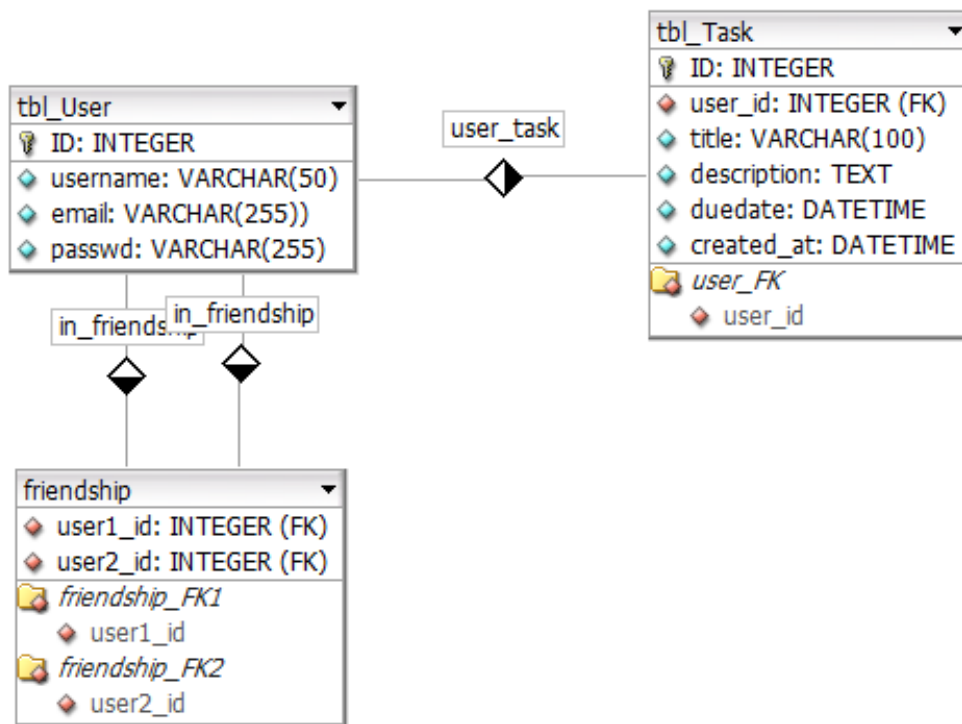 tbl_User
ID: INTEGER
username: VARCHAR(50)
email: VARCHAR(255))
passwd: VARCHAR(255)
user_task
tbl_Task
ID: INTEGER
user_id: INTEGER (FK)
title: VARCHAR(100)
description: TEXT
duedate: DATETIME
created_at: DATETIME
user_FK
user_id
in_friendship
in_friendship
friendship
user1_id: INTEGER (FK)
user2_id: INTEGER (FK)
friendship_FK1
user1_id
friendship_FK2
user2_id